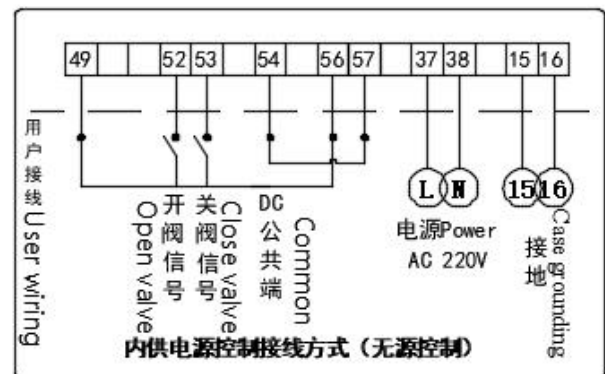 49 52 53 54 56 57 37 38 15 16
用户接线 User wiring
开阀信号 Open valve
关阀信号 Close valve
DC
公共端 Common
L N
电源Power
AC 220V
15 16
接地 Case grounding
内供电源控制接线方式（无源控制）